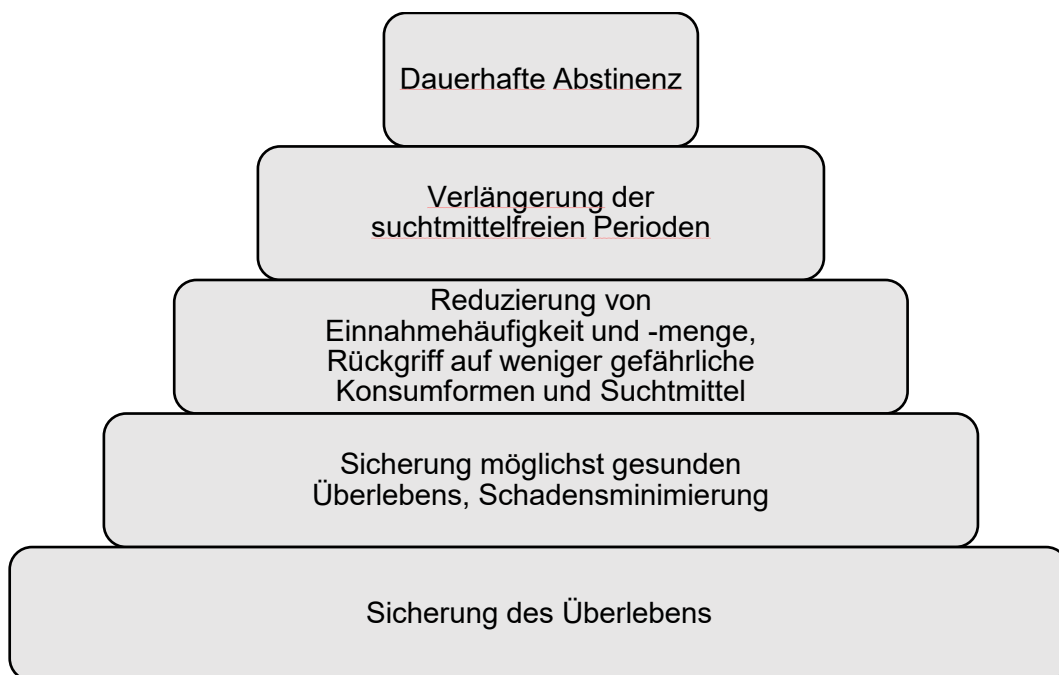 Dauerhafte Abstinenz
Verlängerung der
suchtmittelfreien Perioden
Reduzierung von
Einnahmehäufigkeit und -menge,
Rückgriff auf weniger gefährliche
Konsumformen und Suchtmittel
Sicherung möglichst gesunden
Überlebens, Schadensminimierung
Sicherung des Überlebens